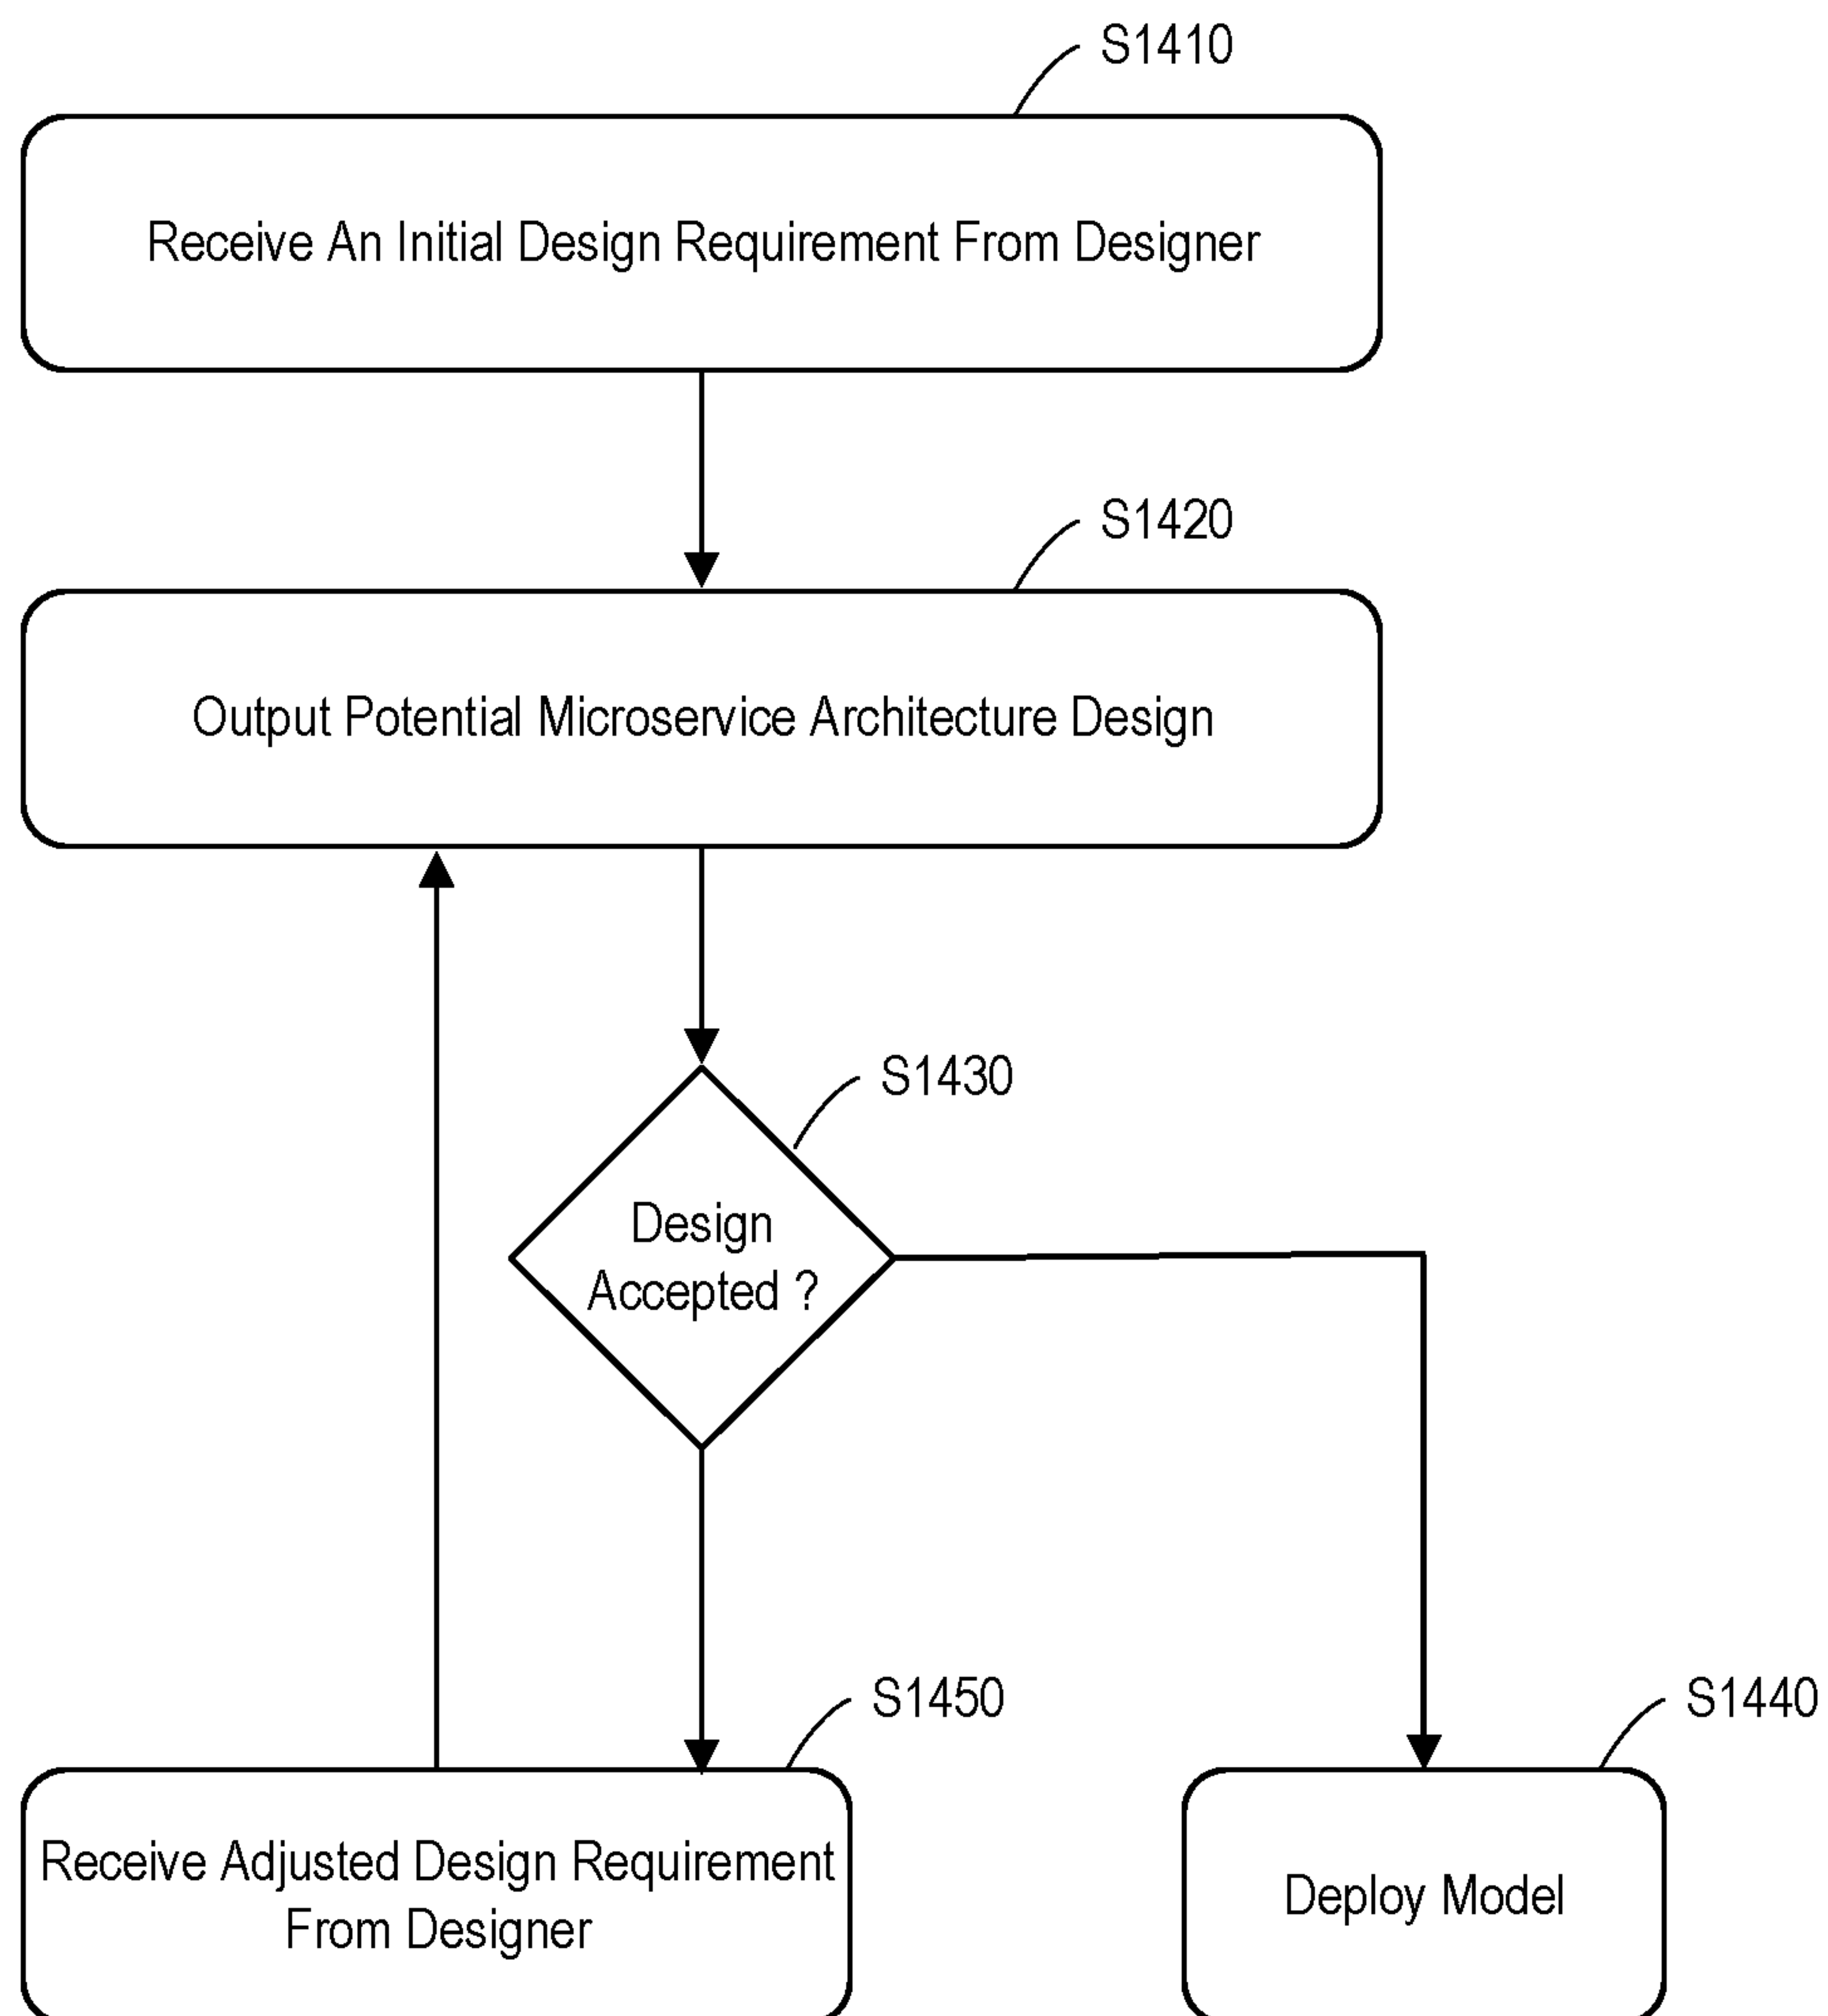 S1410
Receive An Initial Design Requirement From Designer
S1420
Output Potential Microservice Architecture Design
S1430
Design
Accepted ?
S1450
Receive Adjusted Design Requirement
From Designer
S1440
Deploy Model